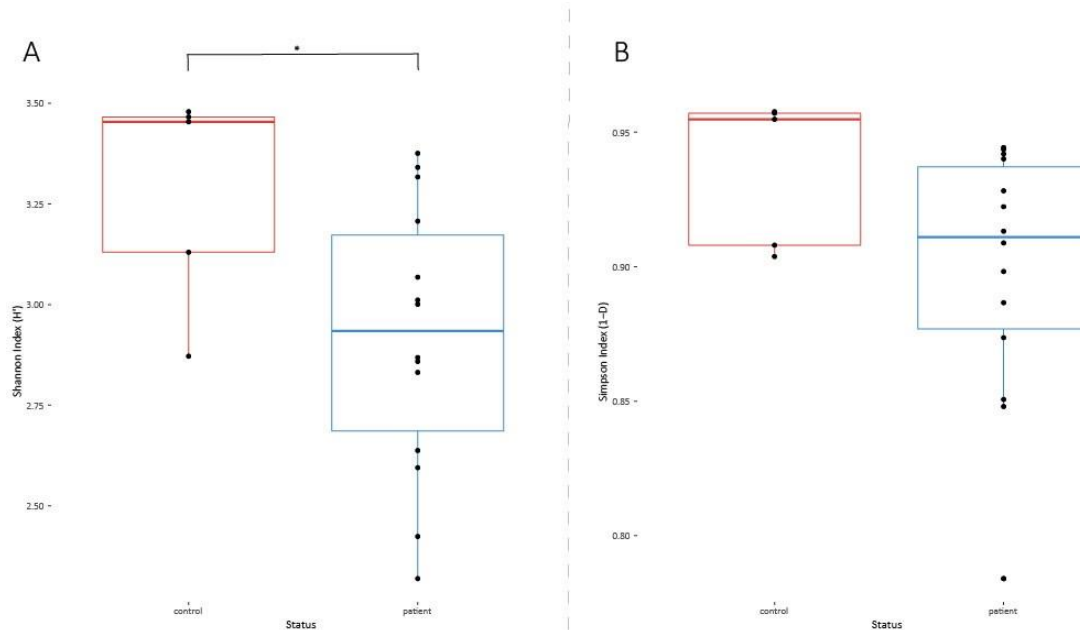 A
*
3.50
3.25
3.00
2.75
2.50
Shannon Index (H')
control
patient
Status
B
0.95
0.90
0.85
0.80
Simpson Index (1−D)
control
patient
Status